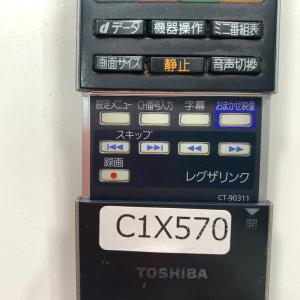 dデータ 機器操作 ミニ番組表
画面サイズ 静止 音声切換
設定メニュー CH番号入力 字幕 おまかせ映像
スキップ
録画
レグザリンク
CT-90311
開
C1X570
TOSHIBA